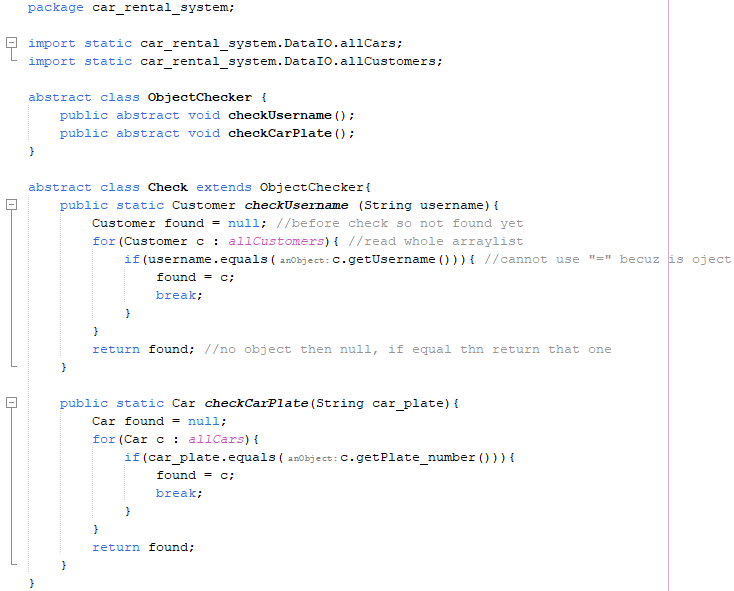 package car_rental_system;
import static car_rental_system.DataIO.allCars;
import static car_rental_system.DataIO.allCustomers;
abstract class ObjectChecker {
public abstract void checkUsername();
public abstract void checkCarPlate();
}
abstract class Check extends ObjectChecker{
public static Customer checkUsername (String username){
Customer found = null; //before check so not found yet
for(Customer c : allCustomers){ //read whole arraylist
if(username.equals( anObject: c.getUsername())){ //cannot use "=" becuz is oject
found = c;
break;
}
}
return found; //no object then null, if equal thn return that one
}
public static Car checkCarPlate(String car_plate){
Car found = null;
for(Car c : allCars){
if(car_plate.equals( anObject: c.getPlate_number())){
found = c;
break;
}
}
return found;
}
}